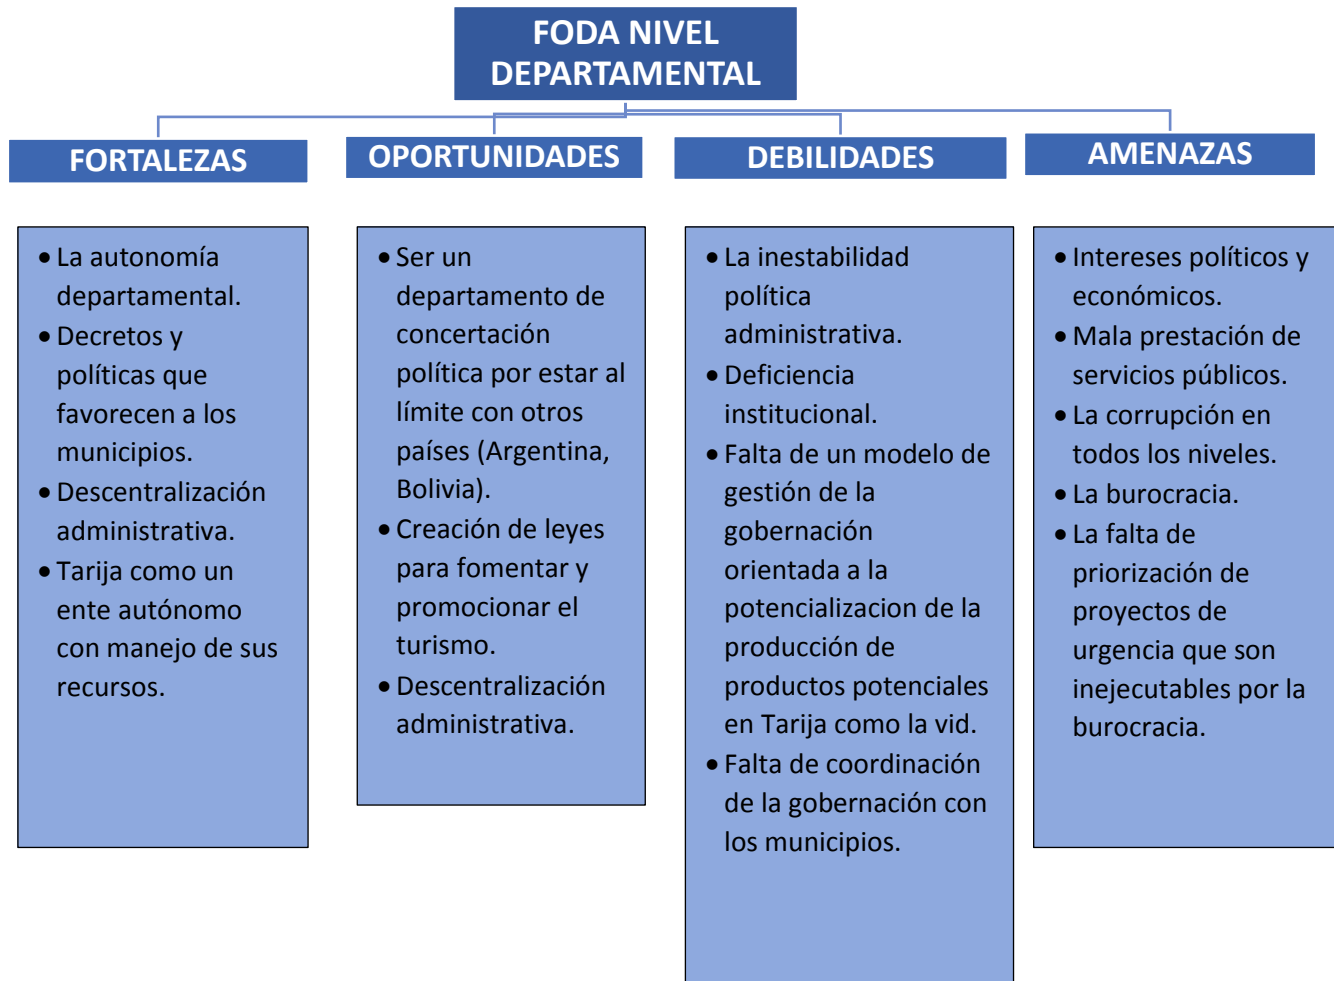 FODA NIVEL
DEPARTAMENTAL
FORTALEZAS
• La autonomía
departamental.
• Decretos y
políticas que
favorecen a los
municipios.
• Descentralización
administrativa.
• Tarija como un
ente autónomo
con manejo de sus
recursos.
OPORTUNIDADES
• Ser un
departamento de
concertación
política por estar al
límite con otros
países (Argentina,
Bolivia).
• Creación de leyes
para fomentar y
promocionar el
turismo.
• Descentralización
administrativa.
DEBILIDADES
• La inestabilidad
política
administrativa.
• Deficiencia
institucional.
• Falta de un modelo de
gestión de la
gobernación
orientada a la
potencializacion de la
producción de
productos potenciales
en Tarija como la vid.
• Falta de coordinación
de la gobernación con
los municipios.
AMENAZAS
• Intereses políticos y
económicos.
• Mala prestación de
servicios públicos.
• La corrupción en
todos los niveles.
• La burocracia.
• La falta de
priorización de
proyectos de
urgencia que son
inejecutables por la
burocracia.